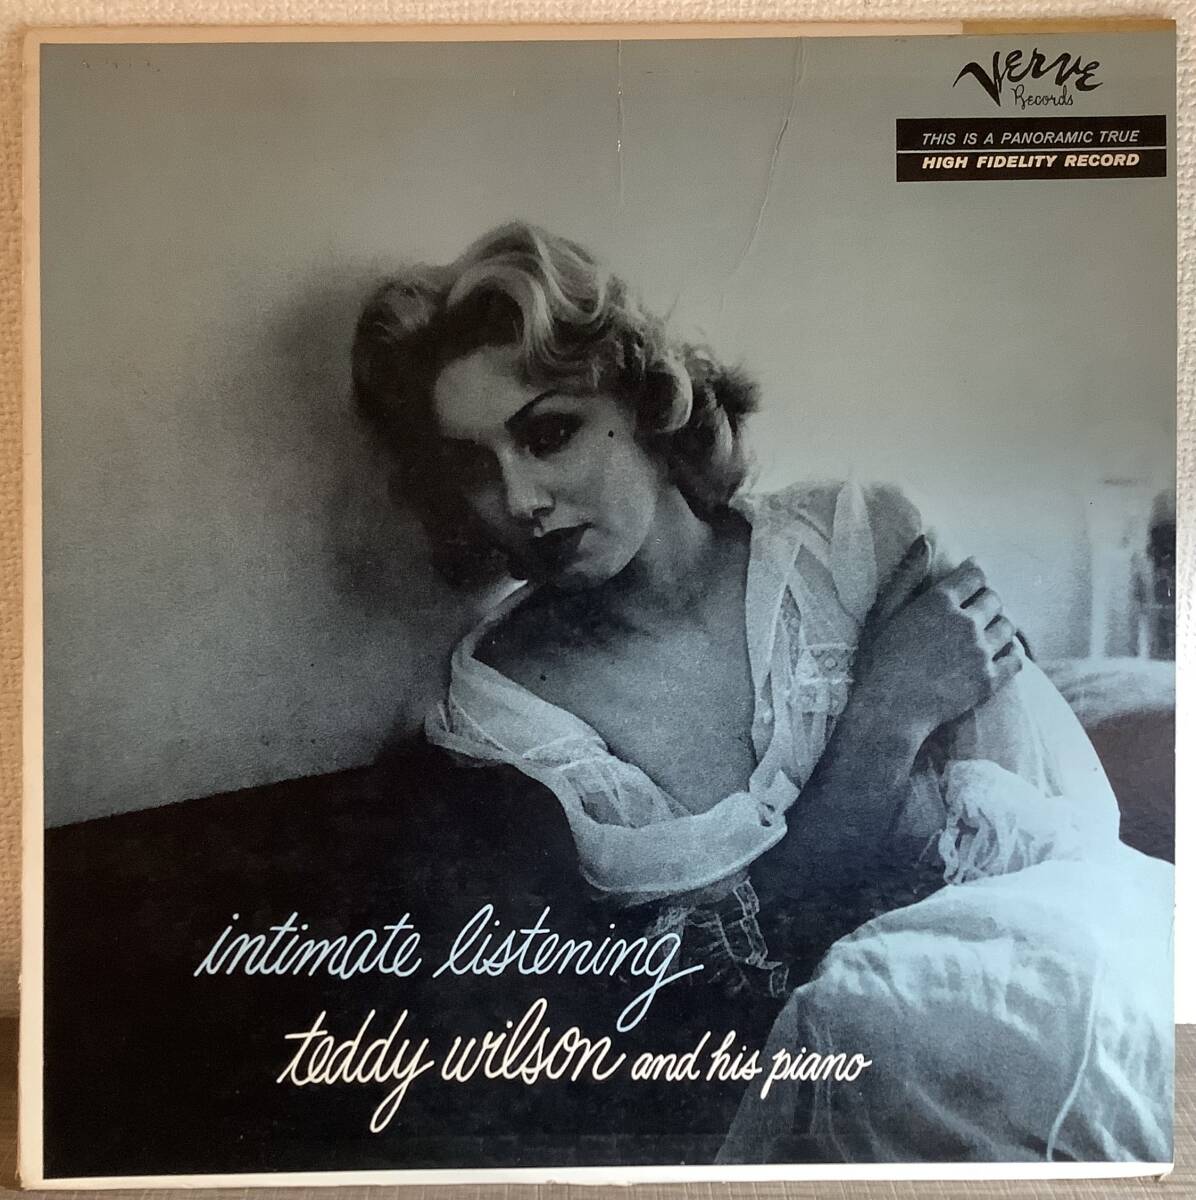 Verve
Records
THIS IS A PANORAMIC TRUE
HIGH FIDELITY RECORD
intimate listening
teddy wilson and his piano